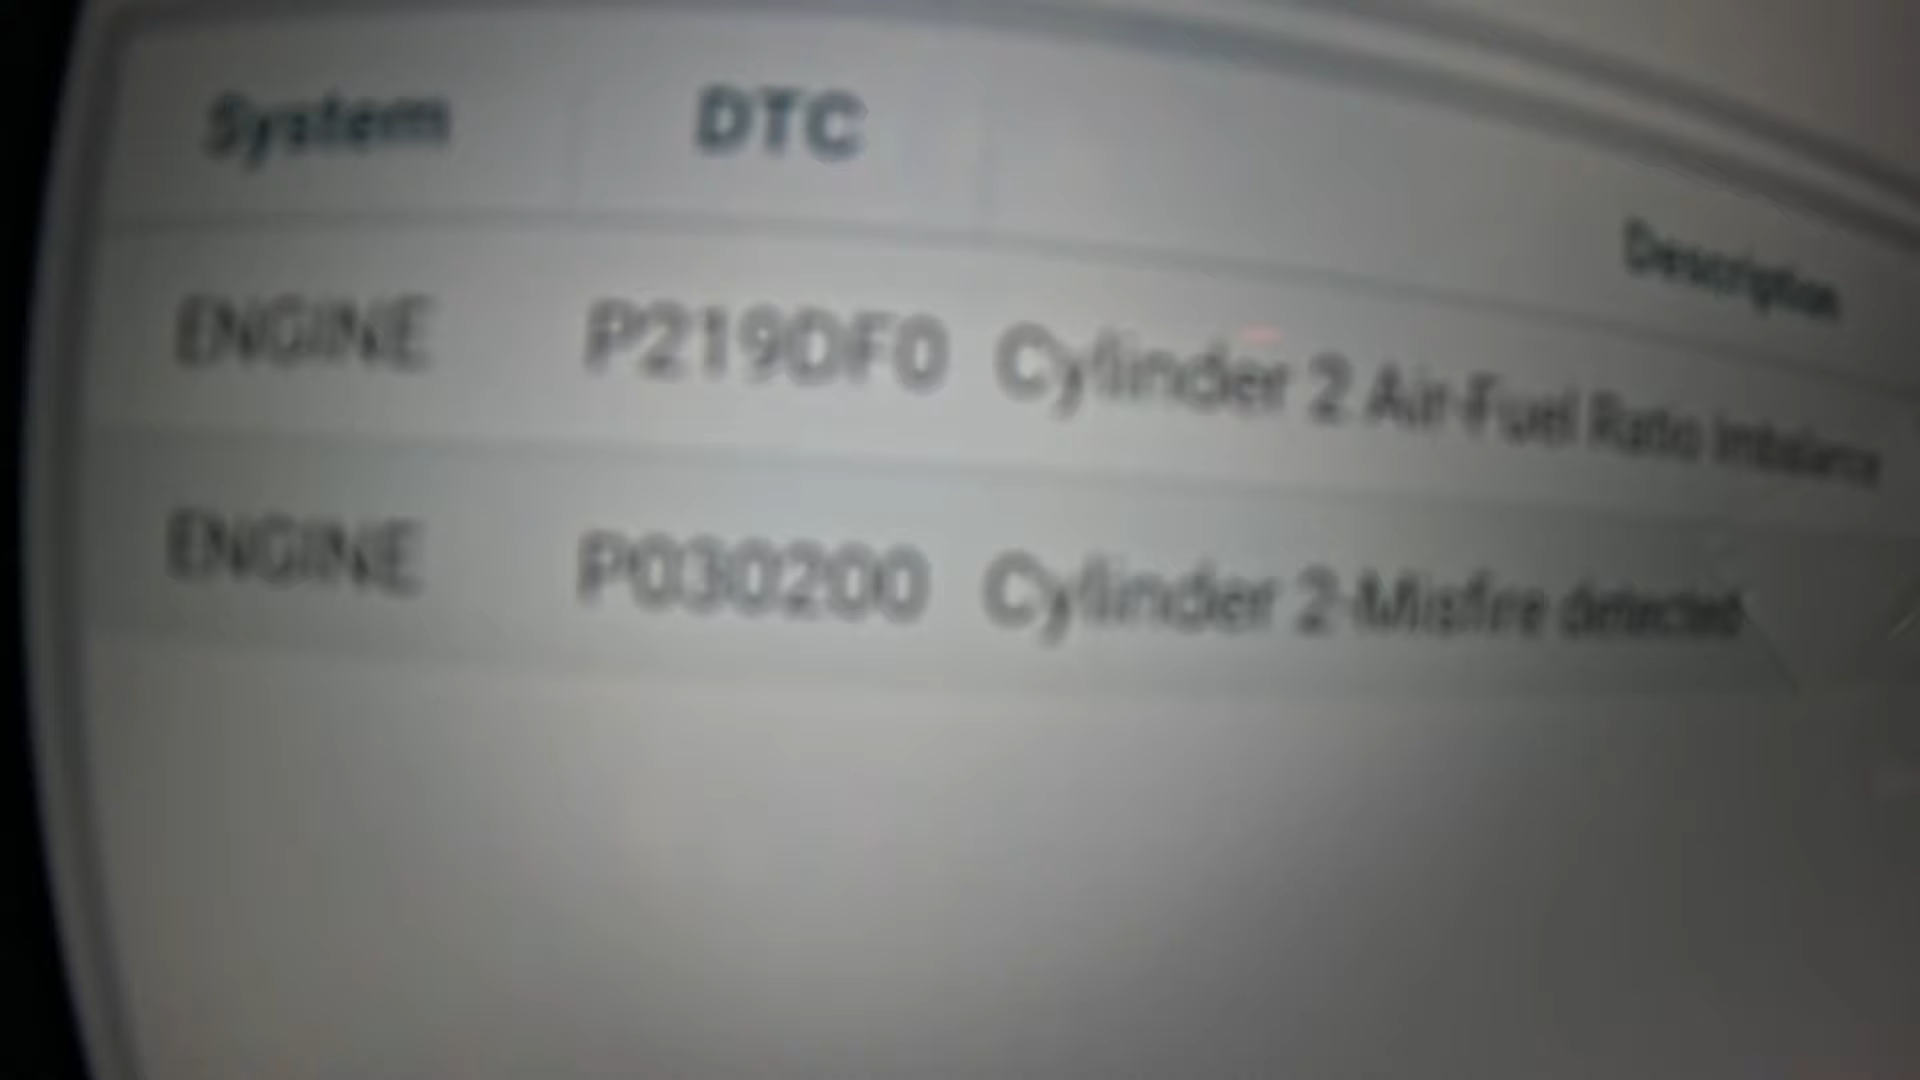 System DTC Description
ENGINE P219DF0 Cylinder 2 Air-Fuel Ratio Imbalance
ENGINE P030200 Cylinder 2-Misfire detected